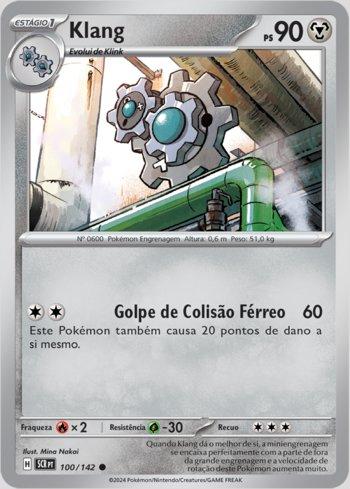 ESTÁGIO 1
Klang
PS 90
Evolui de Klink
Nº 0600 Pokémon Engrenagem Altura: 0,6 m Peso: 51,0 kg
Golpe de Colisão Férreo 60
Este Pokémon também causa 20 pontos de dano a
si mesmo.
Fraqueza ×2 Resistência -30 Recuo
Ilust. Mina Nakai
H SCR PT 100/142
Quando Klang dá o melhor de si, a miniengrenagem
se encaixa perfeitamente com a parte de fora
da grande engrenagem e a velocidade de
rotação deste Pokémon aumenta muito.
©2024 Pokémon/Nintendo/Creatures/GAME FREAK